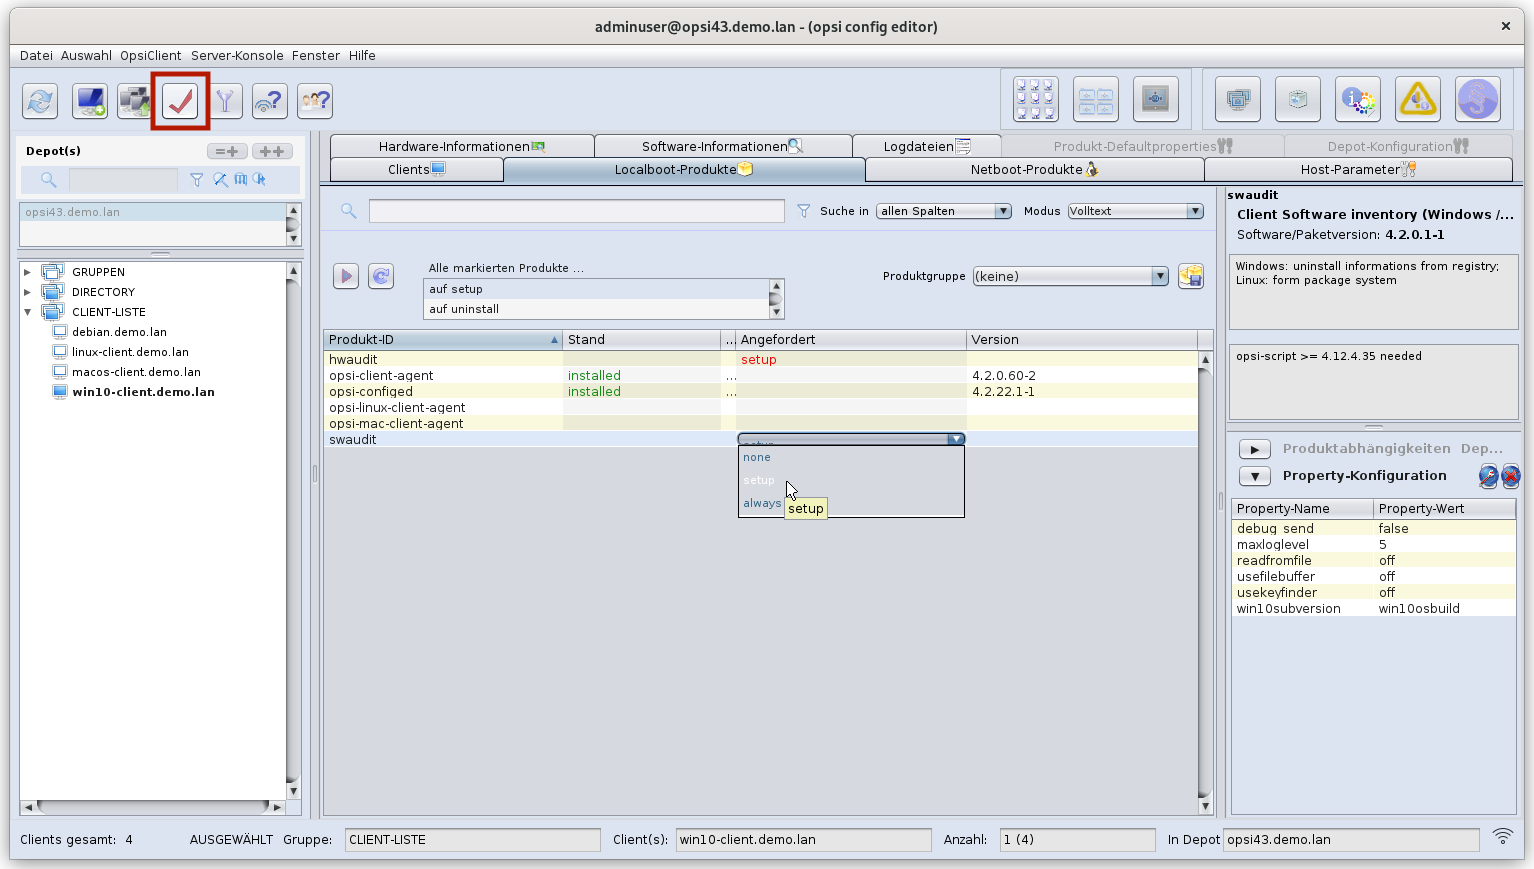 adminuser@opsi43.demo.lan - (opsi config editor)
Datei Auswahl OpsiClient Server-Konsole Fenster Hilfe
Depot(s)
opsi43.demo.lan
GRUPPEN
DIRECTORY
CLIENT-LISTE
debian.demo.lan
linux-client.demo.lan
macos-client.demo.lan
win10-client.demo.lan
Hardware-Informationen Software-Informationen Logdateien Produkt-Defaultproperties Depot-Konfiguration
Clients Localboot-Produkte Netboot-Produkte Host-Parameter
Suche in allen Spalten Modus Volltext
Alle markierten Produkte ...
auf setup
auf uninstall
Produktgruppe (keine)
Produkt-ID Stand ... Angefordert Version
hwaudit setup
opsi-client-agent installed ... 4.2.0.60-2
opsi-configed installed ... 4.2.22.1-1
opsi-linux-client-agent
opsi-mac-client-agent
swaudit
none
setup
always
setup
swaudit
Client Software inventory (Windows /...
Software/Paketversion: 4.2.0.1-1
Windows: uninstall informations from registry;
Linux: form package system
opsi-script >= 4.12.4.35 needed
Produktabhängigkeiten Dep...
Property-Konfiguration
Property-Name Property-Wert
debug_send false
maxloglevel 5
readfromfile off
usefilebuffer off
usekeyfinder off
win10subversion win10osbuild
Clients gesamt: 4 AUSGEWÄHLT Gruppe: CLIENT-LISTE Client(s): win10-client.demo.lan Anzahl: 1 (4) In Depot opsi43.demo.lan